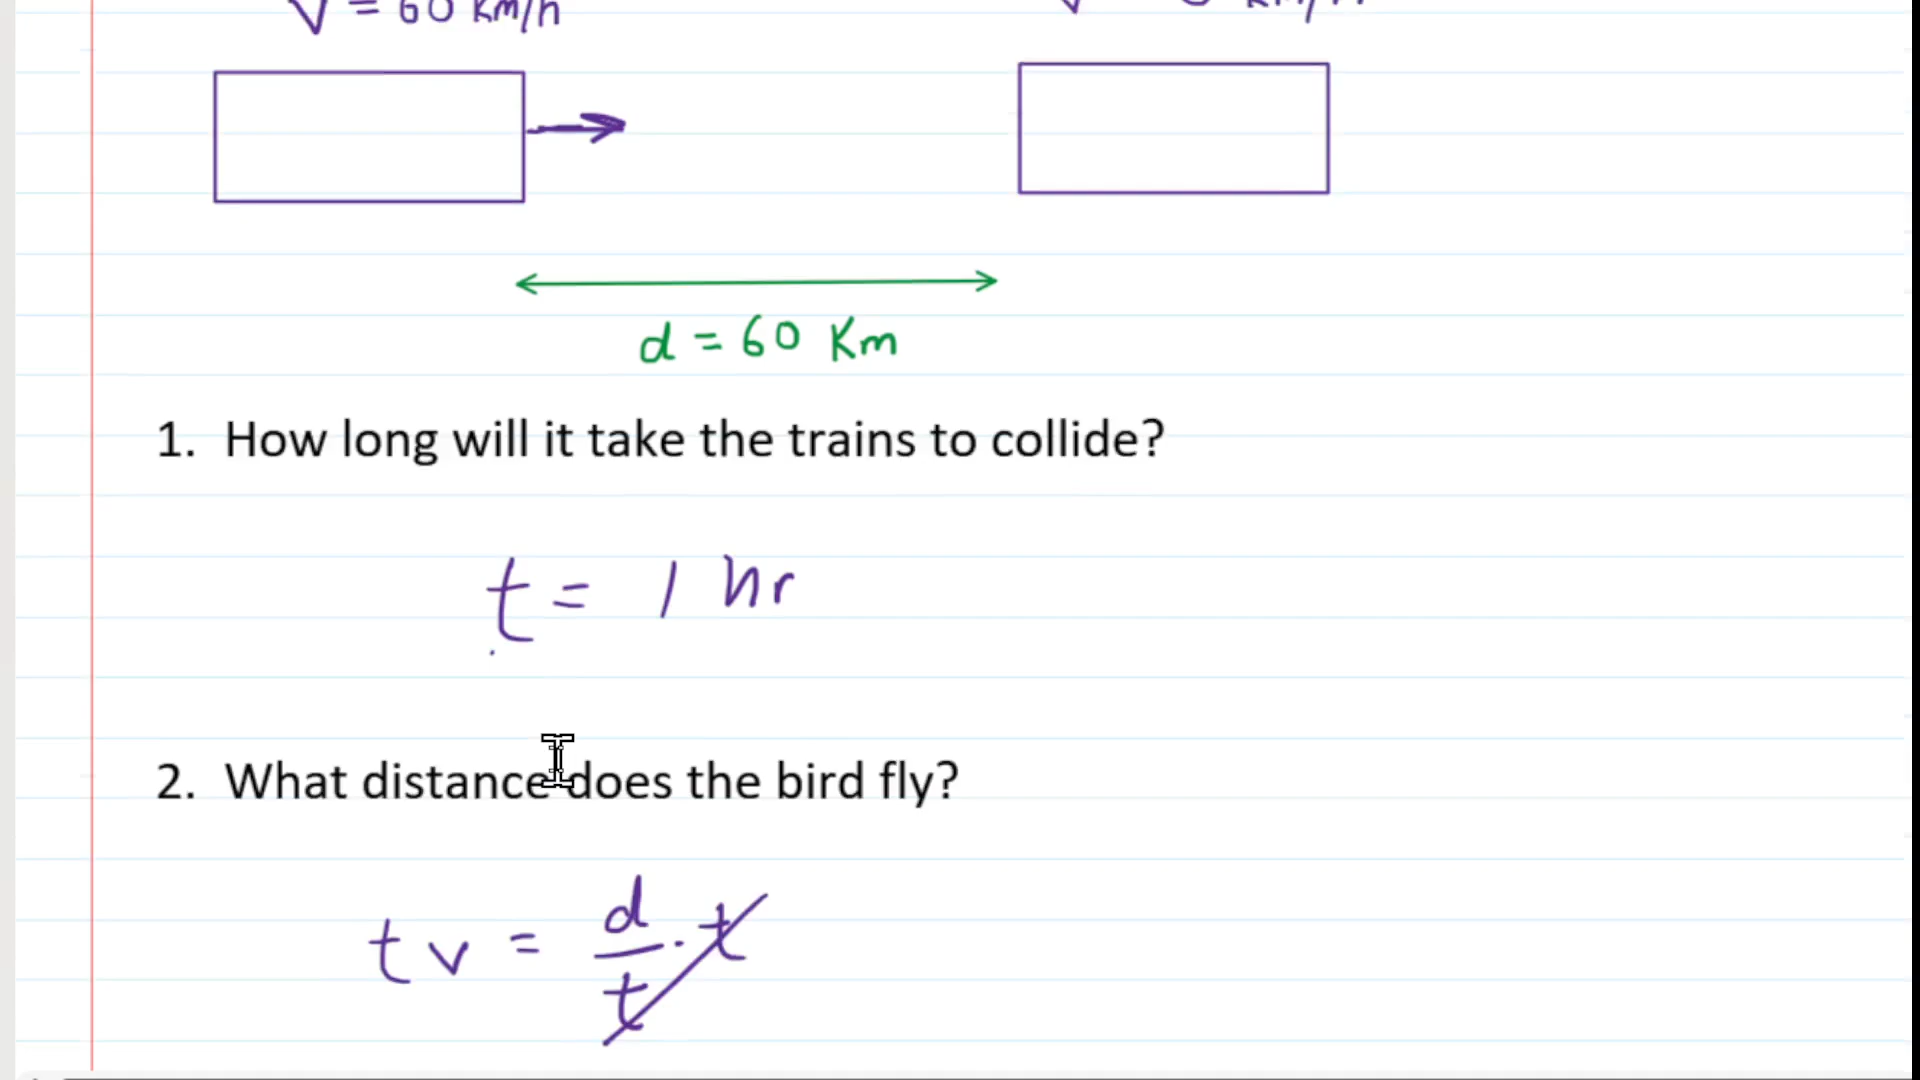 V = 60 Km/h
d = 60 Km
1. How long will it take the trains to collide?
t = 1 hr
2. What distance does the bird fly?
t v = d/t · t